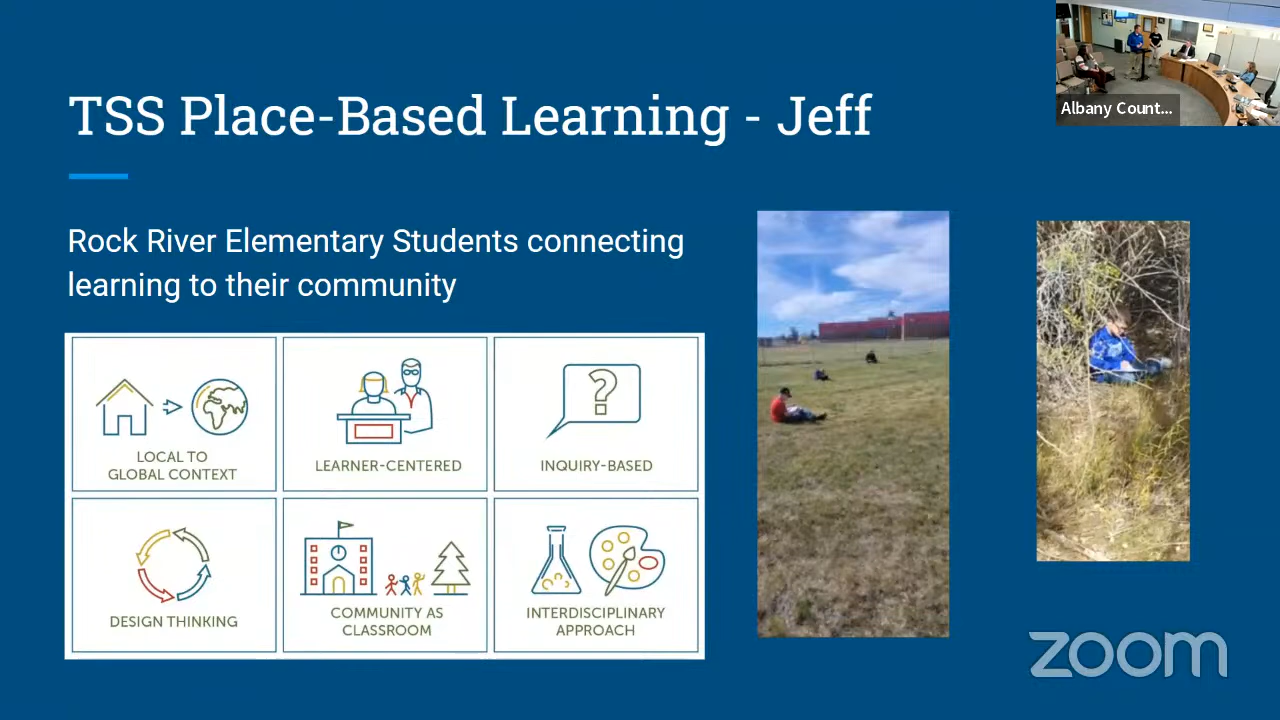 TSS Place-Based Learning - Jeff
Albany Count...
Rock River Elementary Students connecting
learning to their community
LOCAL TO
GLOBAL CONTEXT
LEARNER-CENTERED
INQUIRY-BASED
?
DESIGN THINKING
COMMUNITY AS
CLASSROOM
INTERDISCIPLINARY
APPROACH
zoom